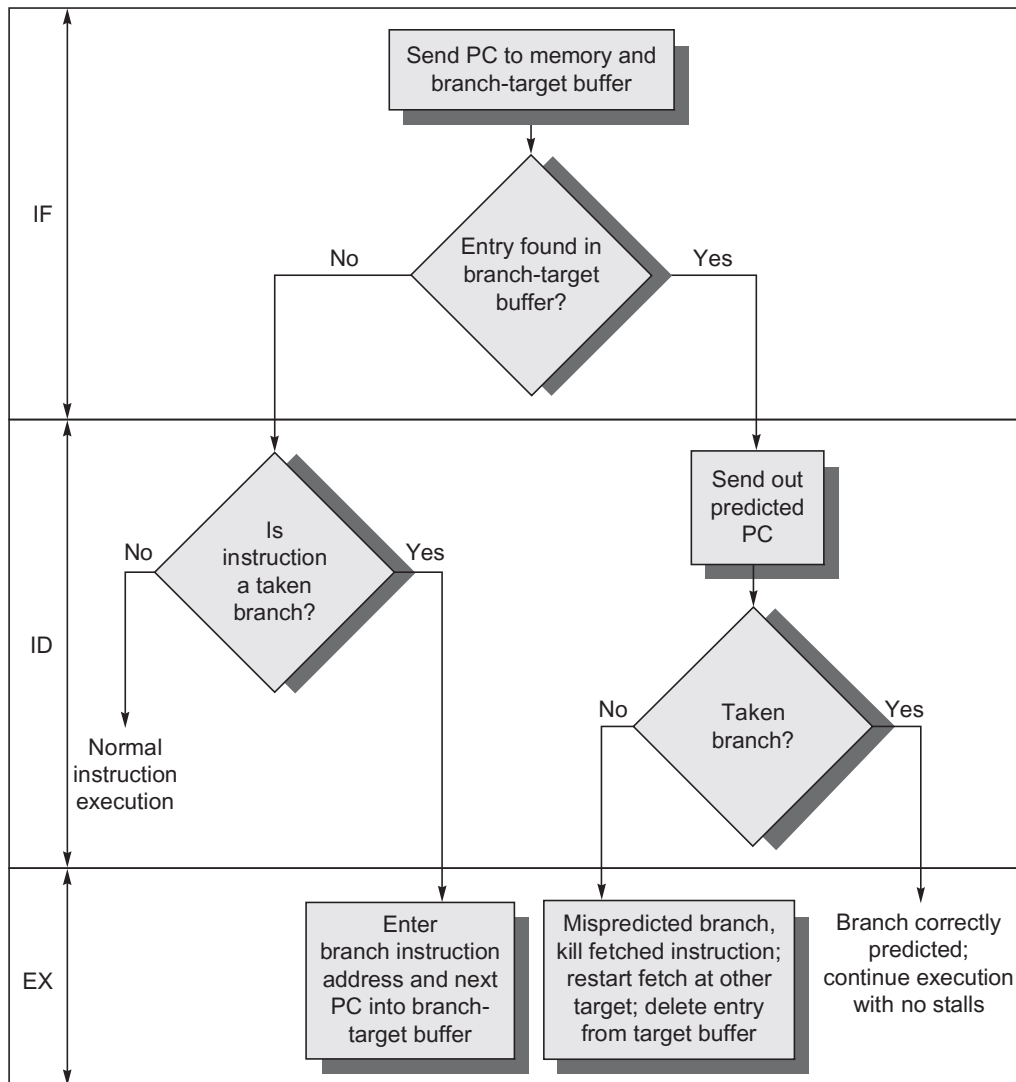 Send PC to memory and
branch-target buffer
IF
No
Entry found in
branch-target
buffer?
Yes
ID
No
Is
instruction
a taken
branch?
Yes
Send out
predicted
PC
No
Taken
branch?
Yes
Normal
instruction
execution
EX
Enter
branch instruction
address and next
PC into branch-
target buffer
Mispredicted branch,
kill fetched instruction;
restart fetch at other
target; delete entry
from target buffer
Branch correctly
predicted;
continue execution
with no stalls